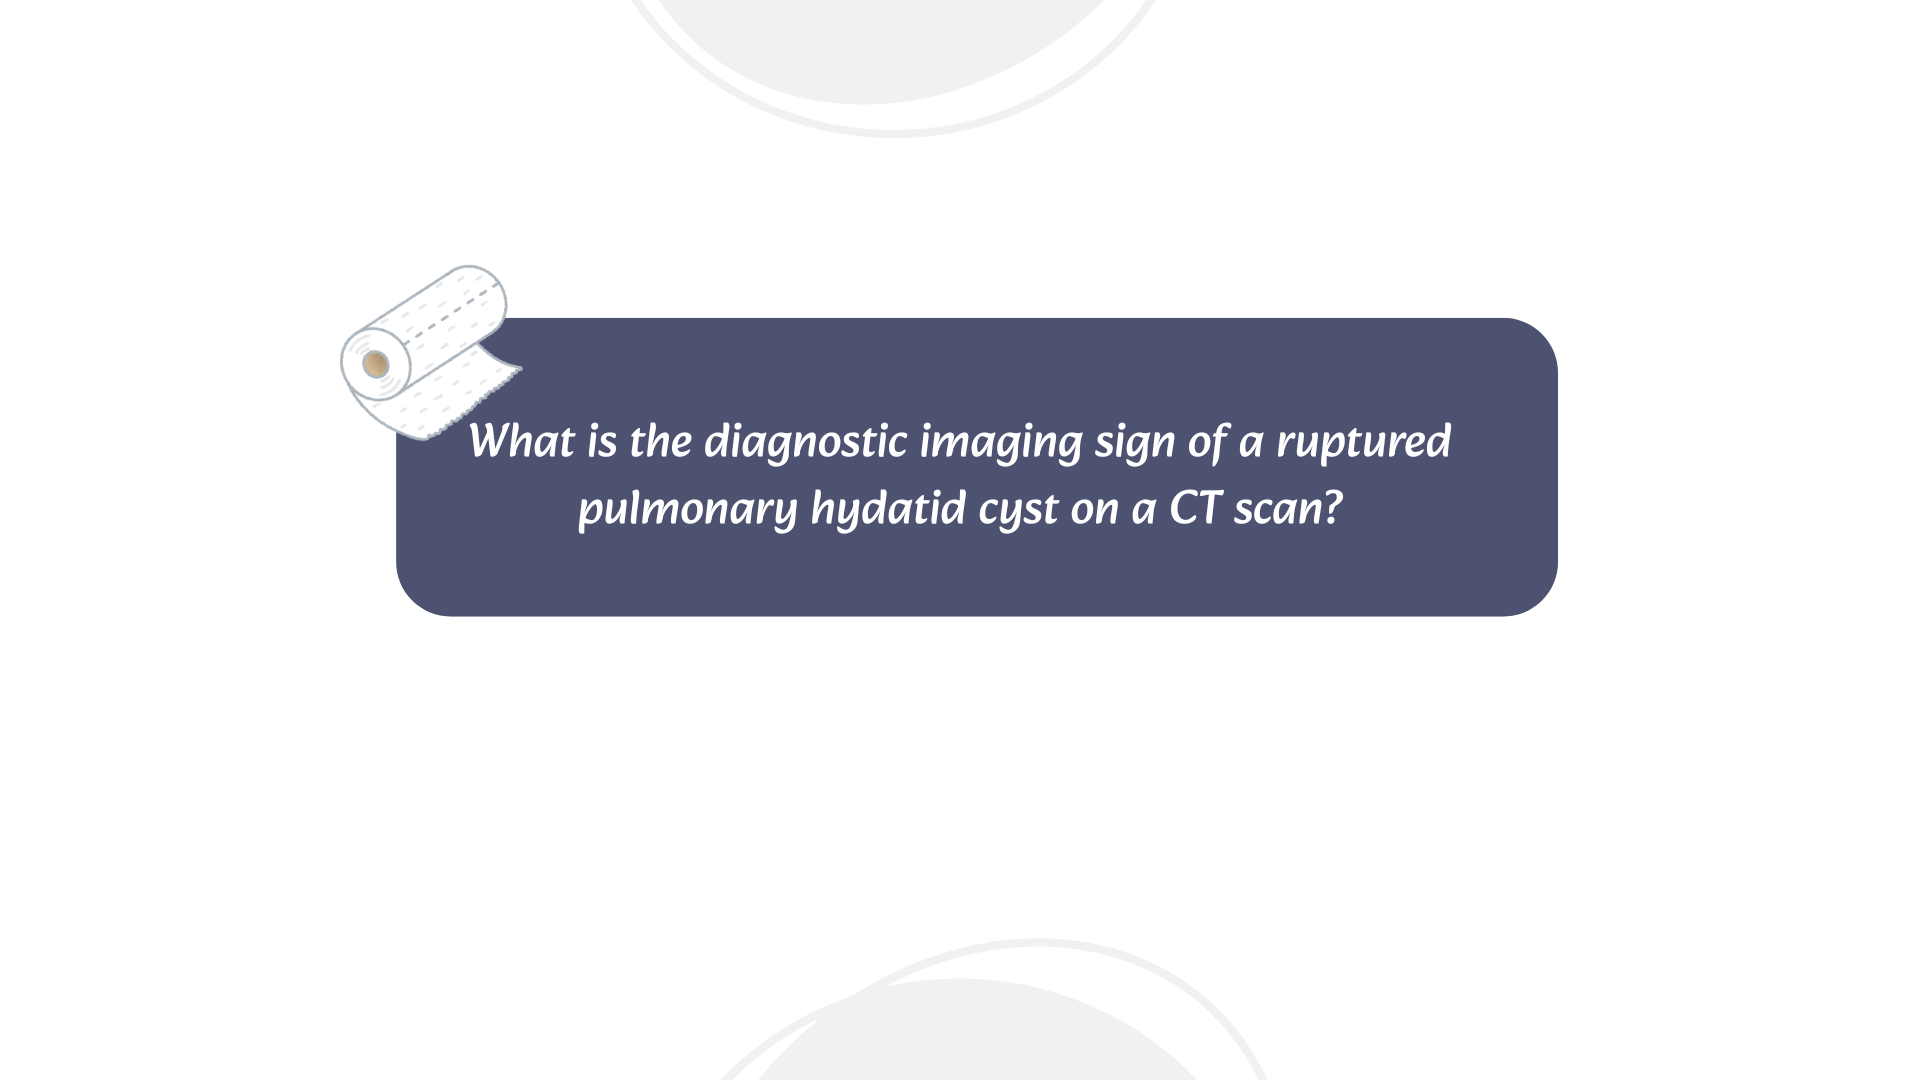 What is the diagnostic imaging sign of a ruptured
pulmonary hydatid cyst on a CT scan?